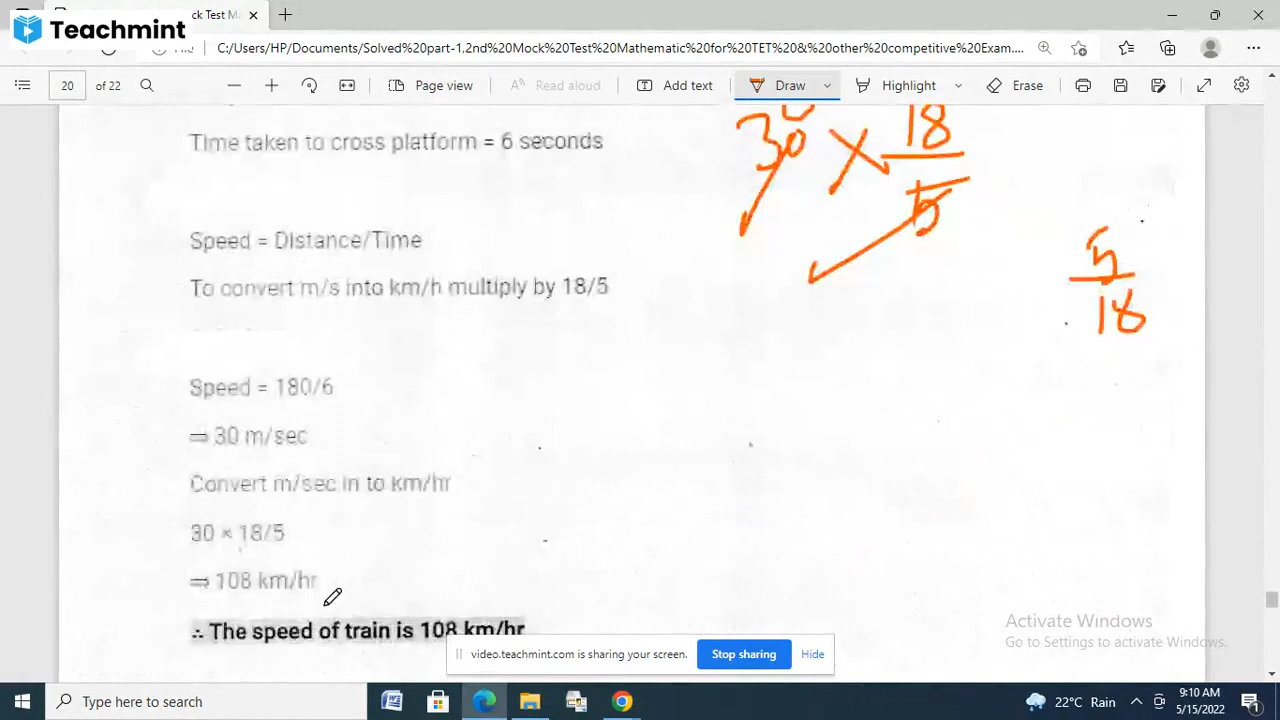 Teachmint
ck Test Ma
C:/Users/HP/Documents/Solved%20part-1,2nd%20Mock%20Test%20Mathematic%20for%20TET%20&%20other%20competitive%20Exam....
20 of 22
Page view
Read aloud
Add text
Draw
Highlight
Erase
Time taken to cross platform = 6 seconds
30 × 18/5
Speed = Distance/Time
5/18
To convert m/s into km/h multiply by 18/5
Speed = 180/6
⇒ 30 m/sec
Convert m/sec in to km/hr
30 × 18/5
⇒ 108 km/hr
∴ The speed of train is 108 km/hr
Activate Windows
Go to Settings to activate Windows.
video.teachmint.com is sharing your screen. Stop sharing Hide
Type here to search
22°C Rain
9:10 AM
5/15/2022